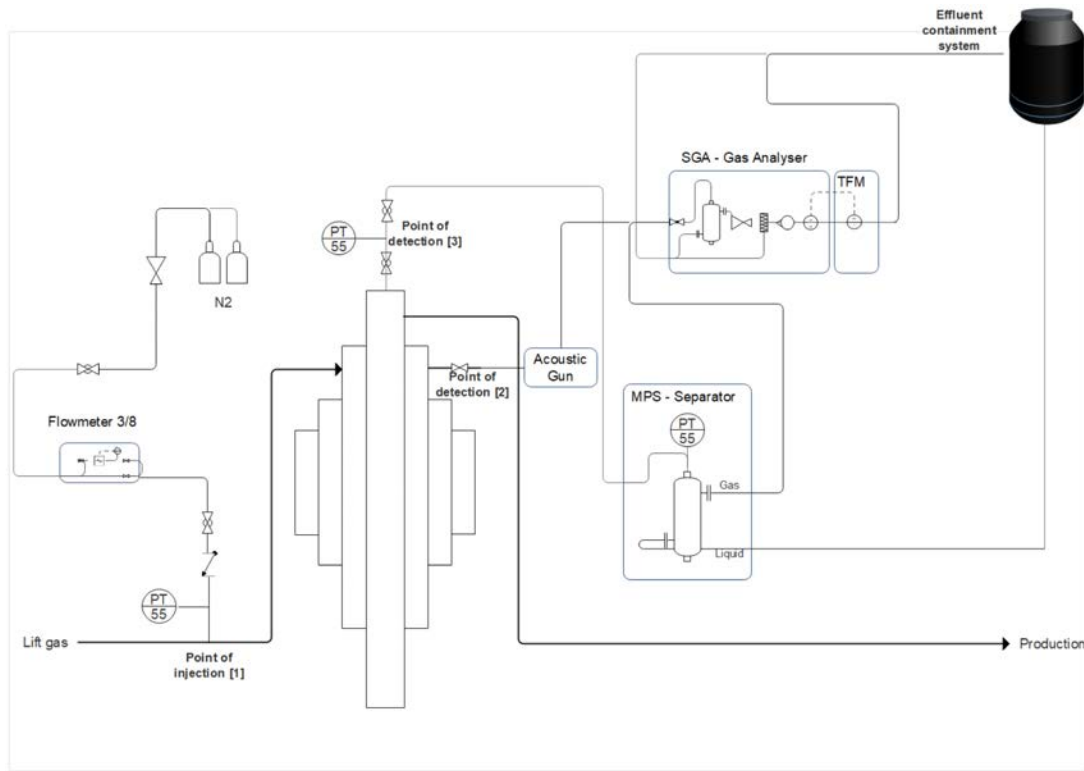 Effluent
containment
system
SGA - Gas Analyser
TFM
PT
55
Point of
detection [3]
N2
Acoustic
Gun
Point of
detection [2]
MPS - Separator
PT
55
Flowmeter 3/8
Gas
Liquid
PT
55
Lift gas
Production
Point of
injection [1]